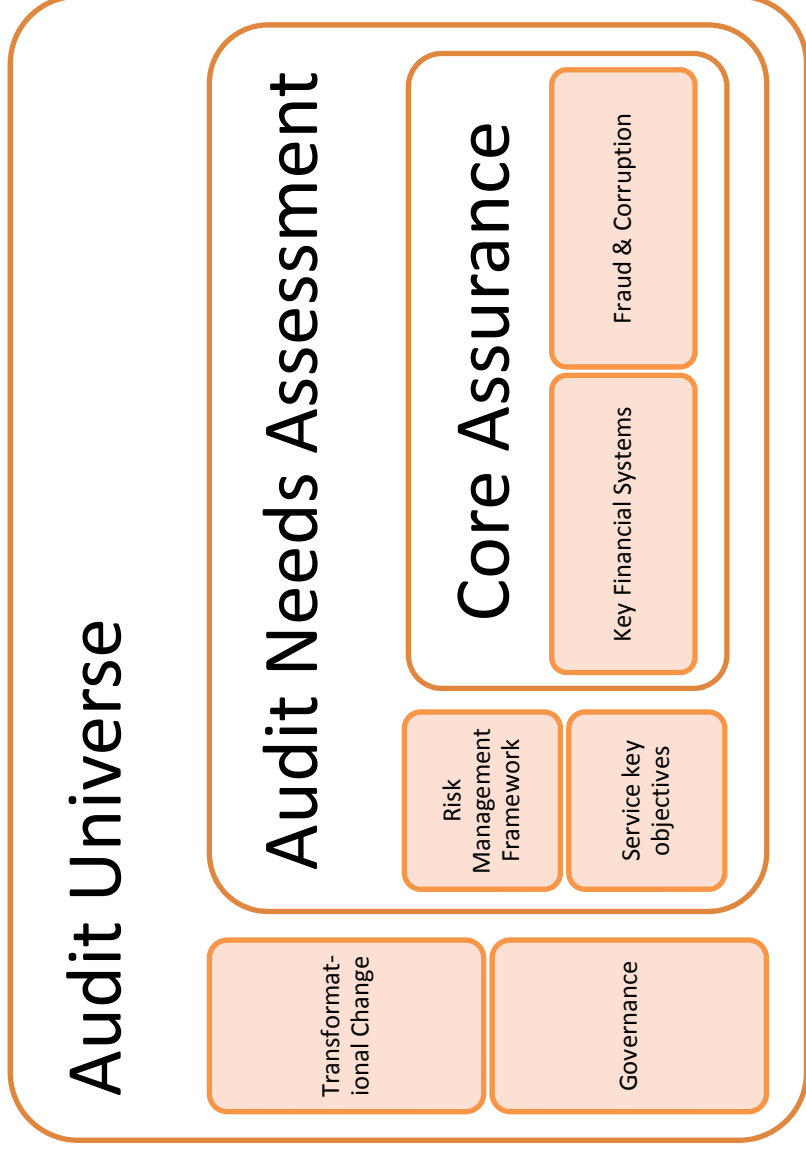 Audit Universe
Transformat-
ional Change
Governance
Audit Needs Assessment
Risk
Management
Framework
Service key
objectives
Core Assurance
Key Financial Systems
Fraud & Corruption